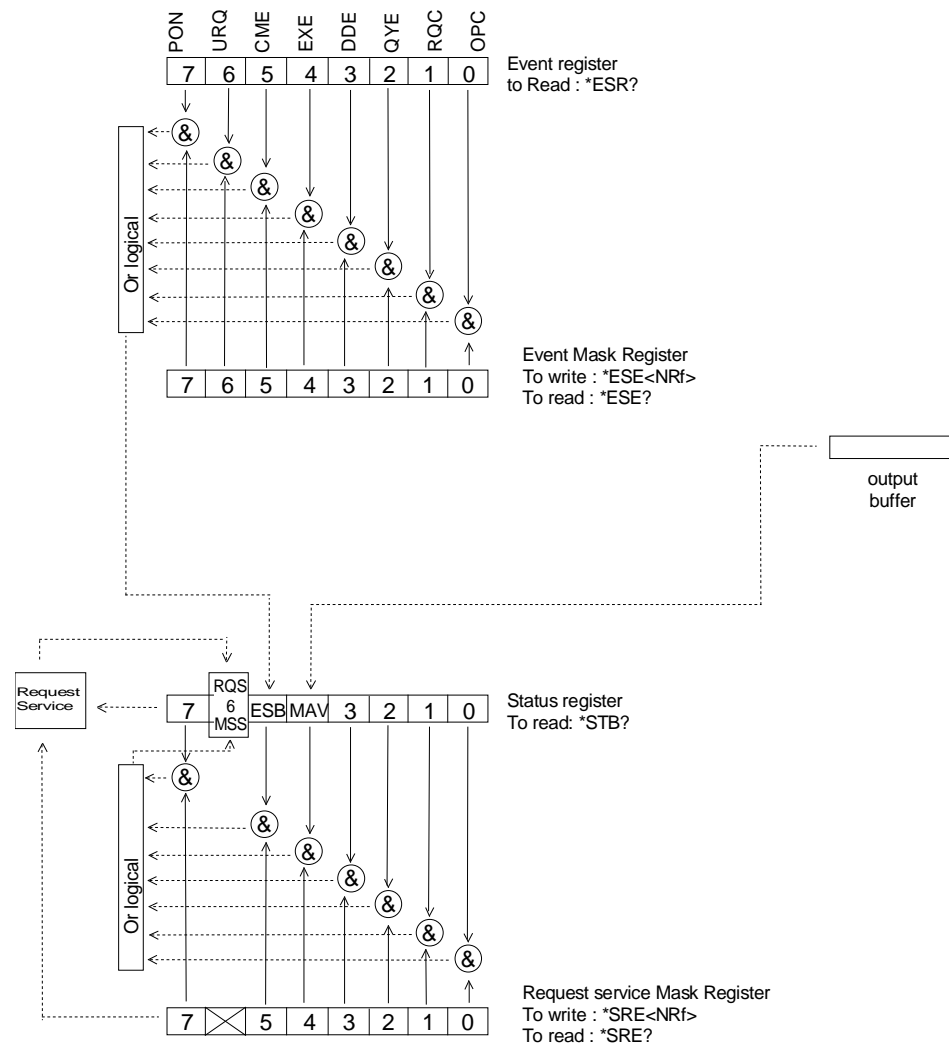 PON URQ CME EXE DDE QYE RQC OPC
7 6 5 4 3 2 1 0
Event register
to Read : *ESR?
&
&
&
&
&
&
&
&
Or logical
Event Mask Register
To write : *ESE<NRf>
To read : *ESE?
7 6 5 4 3 2 1 0
output
buffer
Request
Service
7 RQS 6 MSS ESB MAV 3 2 1 0
Status register
To read: *STB?
&
&
&
&
&
&
&
Or logical
7 5 4 3 2 1 0
Request service Mask Register
To write : *SRE<NRf>
To read : *SRE?